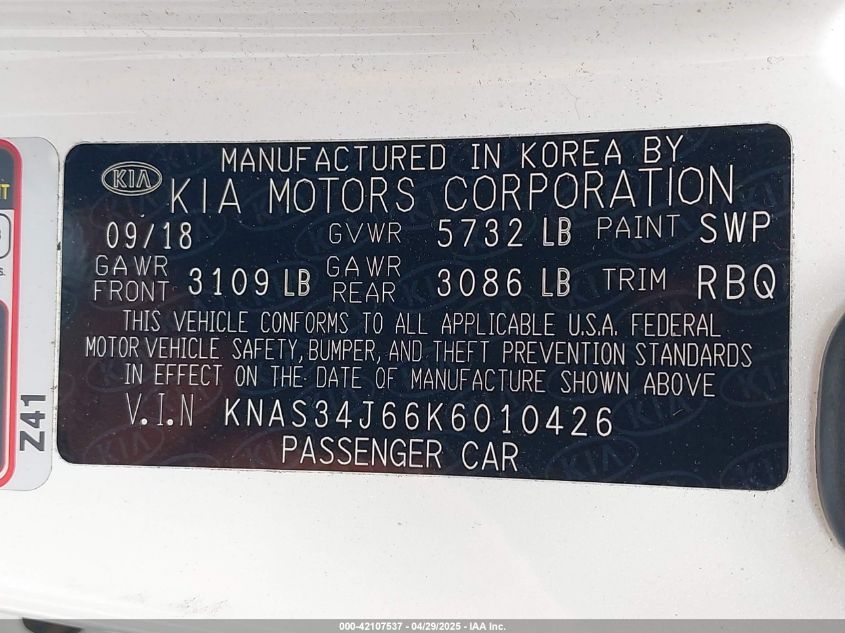 MANUFACTURED IN KOREA BY
KIA
KIA MOTORS CORPORATION
09/18 GVWR 5732 LB PAINT SWP
GAWR FRONT 3109 LB GAWR REAR 3086 LB TRIM RBQ
THIS VEHICLE CONFORMS TO ALL APPLICABLE U.S.A. FEDERAL
MOTOR VEHICLE SAFETY, BUMPER, AND THEFT PREVENTION STANDARDS
IN EFFECT ON THE DATE OF MANUFACTURE SHOWN ABOVE
V.I.N KNAS34J66K6010426
PASSENGER CAR
Z41
000-42107537 - 04/29/2025 - IAA Inc.